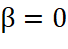 β = 0